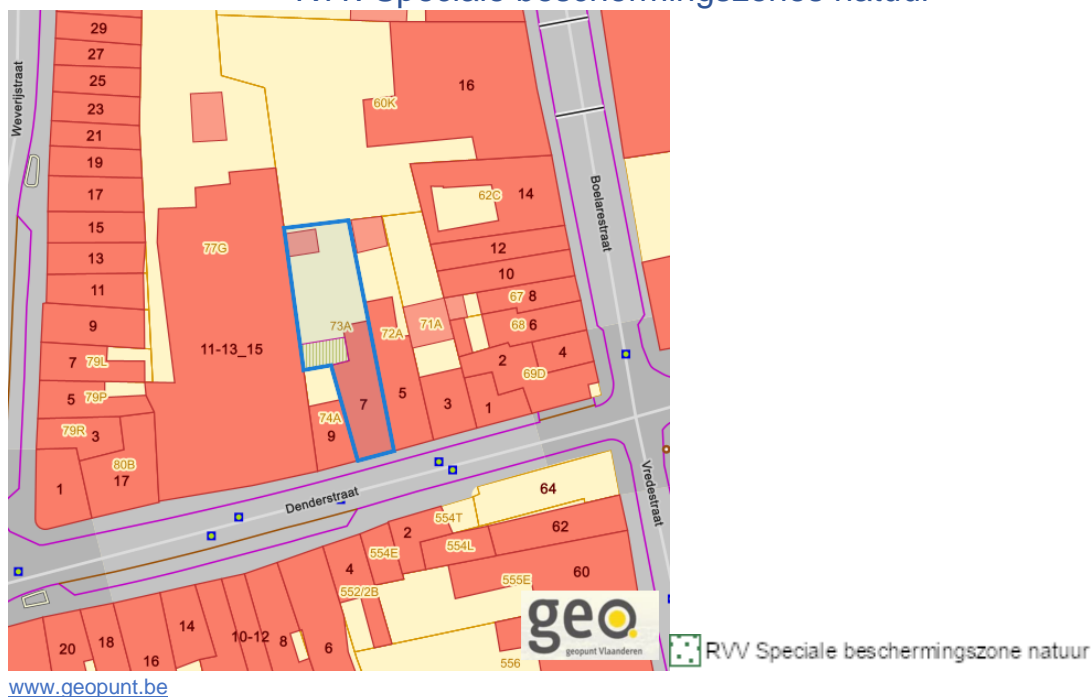 RVV Speciale beschermingszones natuur
29
27
25
23
21
19
17
15
13
11
9
7 79L
5 79P
79R 3
1
80B
17
Weverijstraat
77G
11-13_15
60K
16
62C 14
12
10
67 8
68 6
2
4
69D
1
3
71A
72A
5
73A
7
74A
9
Boelarestraat
Denderstraat
Vredestraat
64
554T
62
554L
2
554E
4
552/2B
555E
60
556
20
18
16
14
10-12
8
6
geo.
geopunt Vlaanderen
RVV Speciale beschermingszone natuur
www.geopunt.be